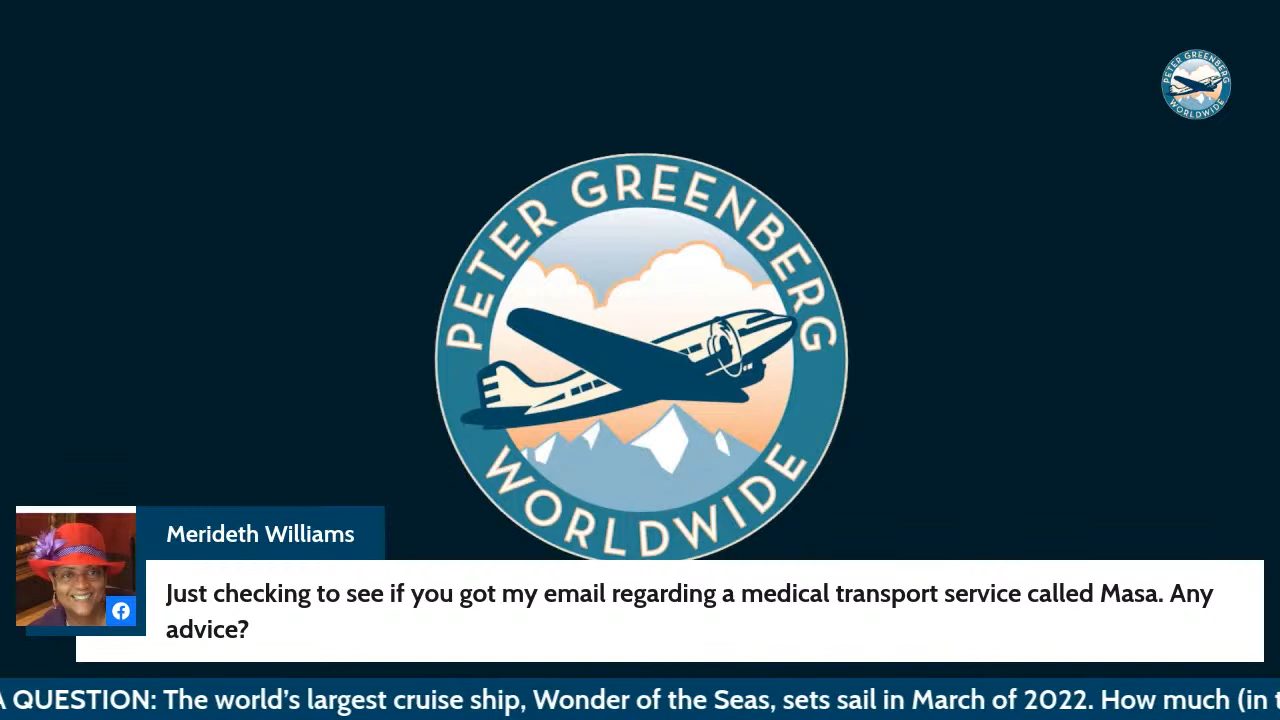 PETER GREENBERG
WORLDWIDE
PETER GREENBERG
WORLDWIDE
Merideth Williams
Just checking to see if you got my email regarding a medical transport service called Masa. Any
advice?
A QUESTION: The world’s largest cruise ship, Wonder of the Seas, sets sail in March of 2022. How much (in t